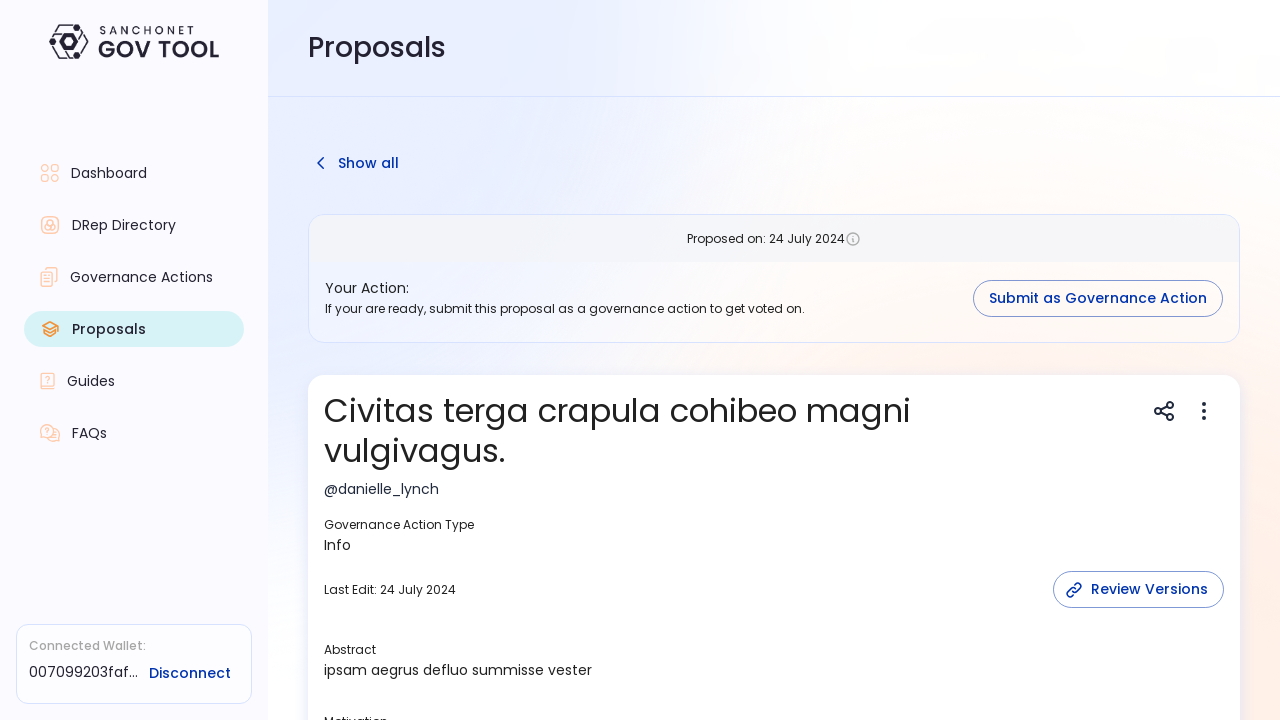 SANCHONET
GOV TOOL
Proposals
Dashboard
DRep Directory
Governance Actions
Proposals
Guides
FAQs
Connected Wallet:
007099203faf...
Disconnect
Show all
Proposed on: 24 July 2024
Your Action:
If your are ready, submit this proposal as a governance action to get voted on.
Submit as Governance Action
Civitas terga crapula cohibeo magni
vulgivagus.
@danielle_lynch
Governance Action Type
Info
Last Edit: 24 July 2024
Review Versions
Abstract
ipsam aegrus defluo summisse vester
Motivation